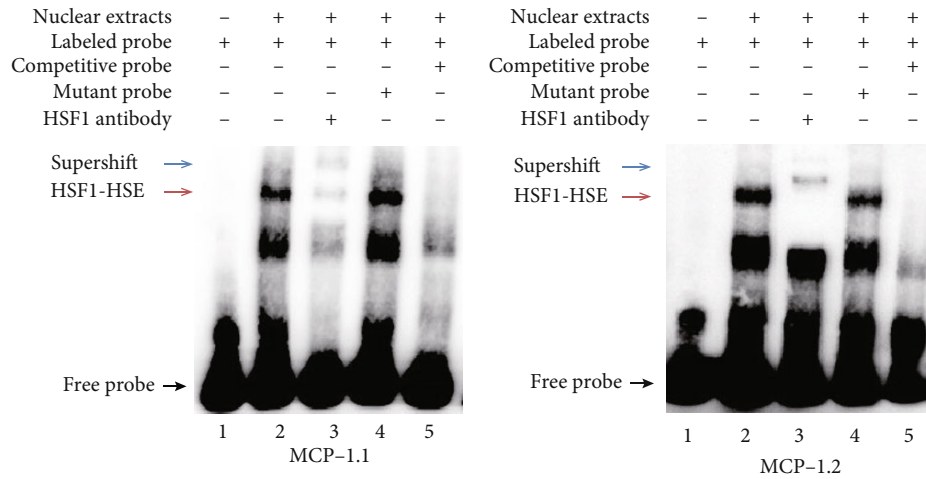 Nuclear extracts – + + + +
Labeled probe + + + + +
Competitive probe – – – – +
Mutant probe – – – + –
HSF1 antibody – – + – –
Supershift
HSF1-HSE
Free probe
1 2 3 4 5
MCP–1.1
Nuclear extracts – + + + +
Labeled probe + + + + +
Competitive probe – – – – +
Mutant probe – – – + –
HSF1 antibody – – + – –
Supershift
HSF1-HSE
Free probe
1 2 3 4 5
MCP–1.2